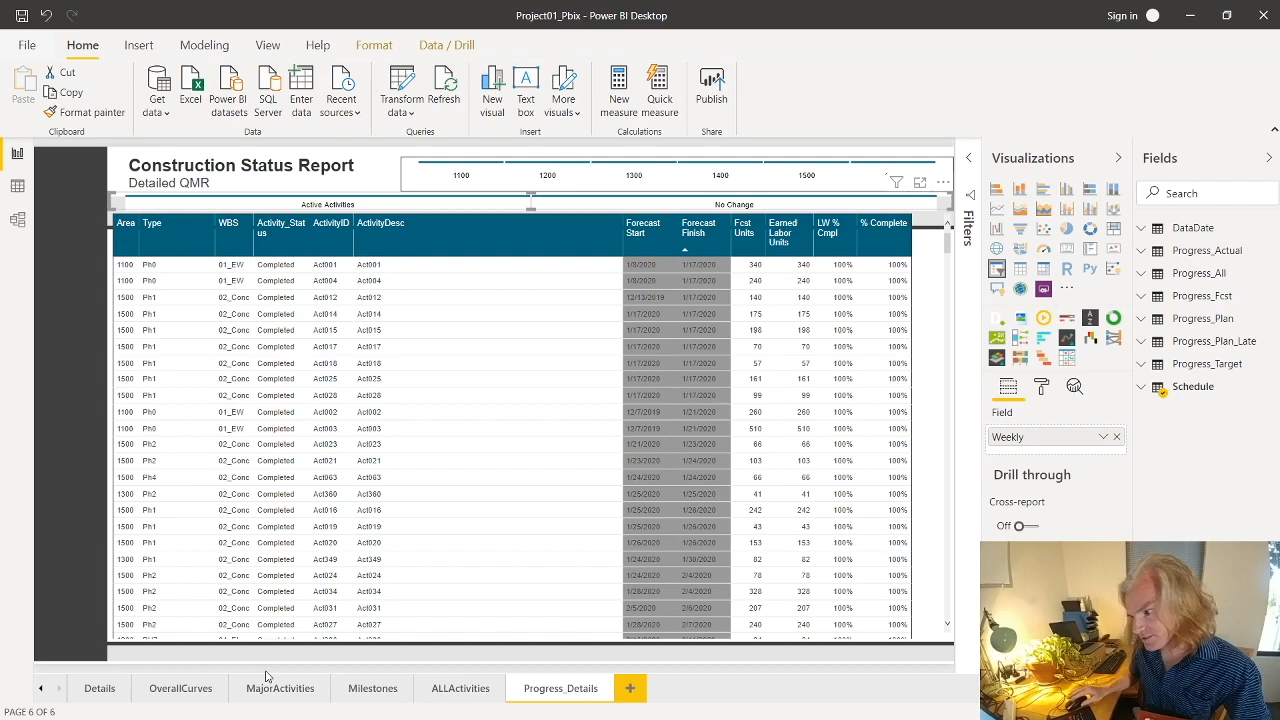 Project01_Pbix - Power BI Desktop
Sign in
File Home Insert Modeling View Help Format Data / Drill
Paste
Cut
Copy
Format painter
Clipboard
Get data
Excel
Power BI datasets
SQL Server
Enter data
Recent sources
Data
Transform data
Refresh
Queries
New visual
Text box
More visuals
Insert
New measure
Quick measure
Calculations
Publish
Share
Construction Status Report
Detailed QMR
1100 1200 1300 1400 1500
Active Activities No Change
Area Type WBS Activity_Stat us ActivityID ActivityDesc Forecast Start Forecast Finish Fcst Units Earned Labor Units LW % Cmpl % Complete
1100 Ph0 01_EW Completed Act001 Act001 1/8/2020 1/17/2020 340 340 100% 100%
1100 Ph0 01_EW Completed Act004 Act004 1/8/2020 1/17/2020 240 240 100% 100%
1500 Ph1 02_Conc Completed Act012 Act012 12/13/2019 1/17/2020 140 140 100% 100%
1500 Ph1 02_Conc Completed Act014 Act014 1/17/2020 1/17/2020 175 175 100% 100%
1500 Ph1 02_Conc Completed Act015 Act015 1/17/2020 1/17/2020 198 198 100% 100%
1500 Ph1 02_Conc Completed Act017 Act017 1/17/2020 1/17/2020 70 70 100% 100%
1500 Ph1 02_Conc Completed Act018 Act018 1/17/2020 1/17/2020 57 57 100% 100%
1500 Ph1 02_Conc Completed Act025 Act025 1/17/2020 1/17/2020 161 161 100% 100%
1500 Ph1 02_Conc Completed Act028 Act028 1/17/2020 1/17/2020 99 99 100% 100%
1100 Ph0 01_EW Completed Act002 Act002 12/7/2019 1/21/2020 260 260 100% 100%
1100 Ph0 01_EW Completed Act003 Act003 12/7/2019 1/21/2020 510 510 100% 100%
1500 Ph2 02_Conc Completed Act023 Act023 1/21/2020 1/23/2020 66 66 100% 100%
1500 Ph2 02_Conc Completed Act021 Act021 1/23/2020 1/24/2020 103 103 100% 100%
1500 Ph4 02_Conc Completed Act063 Act063 1/24/2020 1/24/2020 66 66 100% 100%
1300 Ph2 02_Conc Completed Act360 Act360 1/25/2020 1/25/2020 41 41 100% 100%
1500 Ph1 02_Conc Completed Act016 Act016 1/25/2020 1/26/2020 242 242 100% 100%
1500 Ph1 02_Conc Completed Act019 Act019 1/25/2020 1/26/2020 43 43 100% 100%
1500 Ph1 02_Conc Completed Act020 Act020 1/26/2020 1/26/2020 153 153 100% 100%
1300 Ph1 02_Conc Completed Act349 Act349 1/24/2020 1/30/2020 82 82 100% 100%
1500 Ph2 02_Conc Completed Act024 Act024 1/24/2020 2/4/2020 78 78 100% 100%
1500 Ph2 02_Conc Completed Act034 Act034 1/28/2020 2/4/2020 328 328 100% 100%
1500 Ph2 02_Conc Completed Act031 Act031 2/5/2020 2/6/2020 207 207 100% 100%
1500 Ph2 02_Conc Completed Act027 Act027 1/28/2020 2/7/2020 240 240 100% 100%
Filters
Visualizations
R Py
Field
Weekly
Drill through
Cross-report
Off
Fields
Search
DataDate
Progress_Actual
Progress_All
Progress_Fcst
Progress_Plan
Progress_Plan_Late
Progress_Target
Schedule
Details OverallCurves MajorActivities Milestones ALLActivities Progress_Details
PAGE 6 OF 6